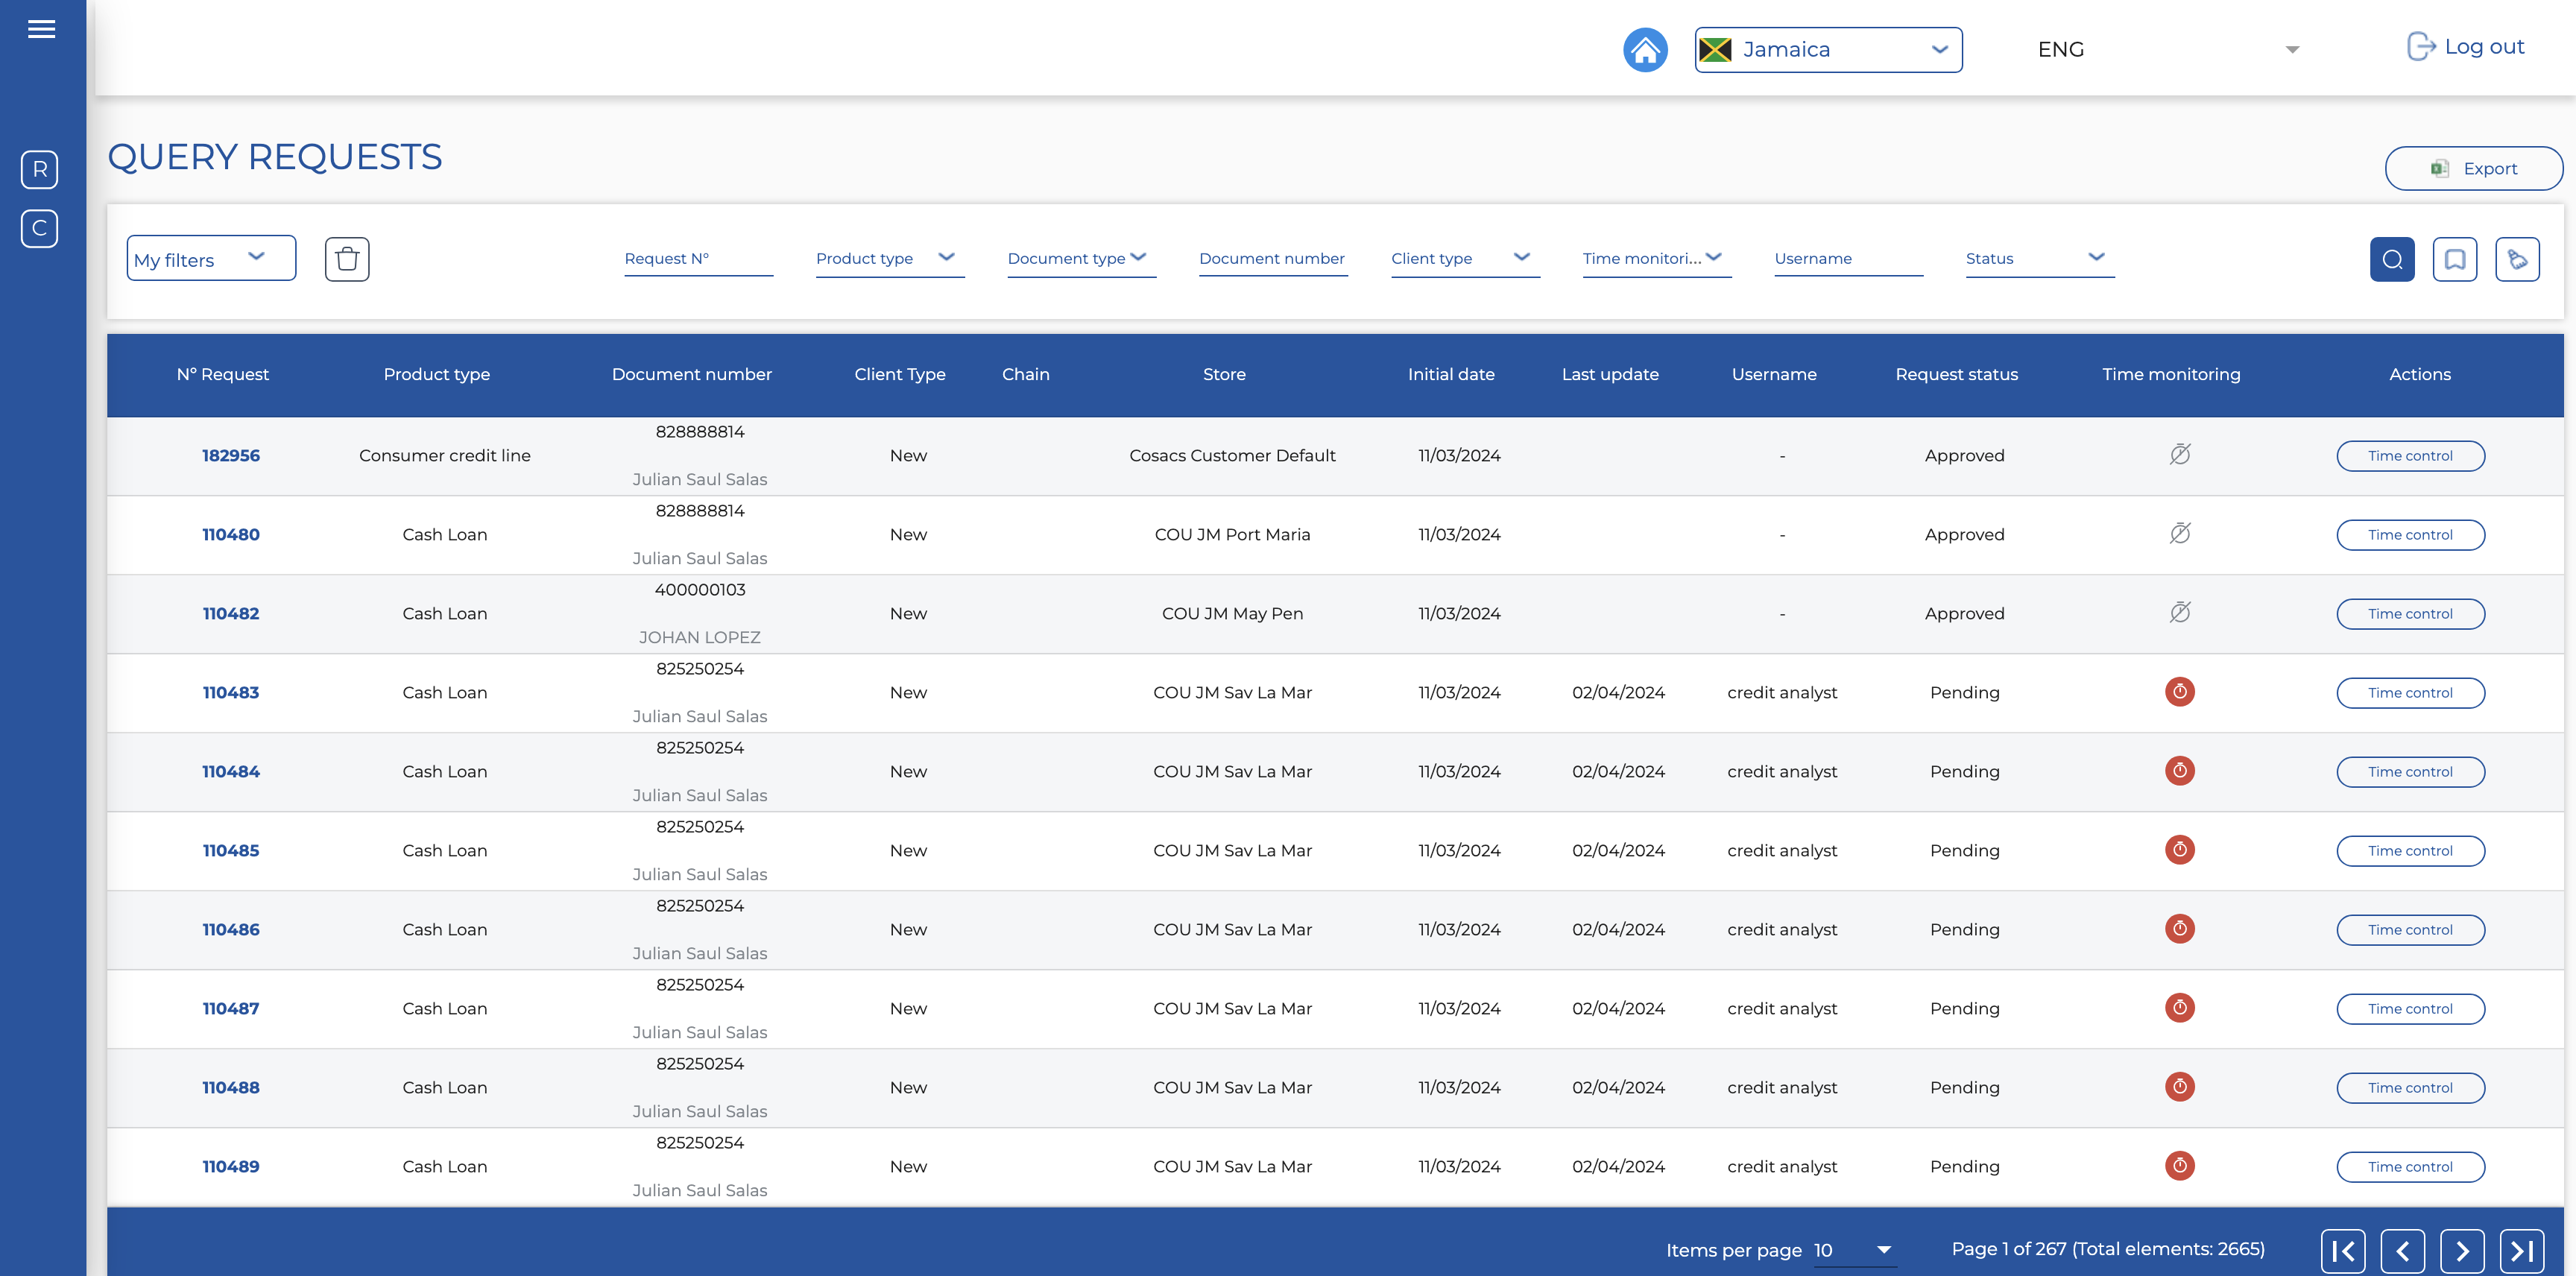 Jamaica
ENG
Log out
R
C
QUERY REQUESTS
Export
My filters
Request N°
Product type
Document type
Document number
Client type
Time monitori...
Username
Status
Nº Request Product type Document number Client Type Chain Store Initial date Last update Username Request status Time monitoring Actions
828888814
182956 Consumer credit line New Cosacs Customer Default 11/03/2024 - Approved Time control
Julian Saul Salas
828888814
110480 Cash Loan New COU JM Port Maria 11/03/2024 - Approved Time control
Julian Saul Salas
400000103
110482 Cash Loan New COU JM May Pen 11/03/2024 - Approved Time control
JOHAN LOPEZ
825250254
110483 Cash Loan New COU JM Sav La Mar 11/03/2024 02/04/2024 credit analyst Pending Time control
Julian Saul Salas
825250254
110484 Cash Loan New COU JM Sav La Mar 11/03/2024 02/04/2024 credit analyst Pending Time control
Julian Saul Salas
825250254
110485 Cash Loan New COU JM Sav La Mar 11/03/2024 02/04/2024 credit analyst Pending Time control
Julian Saul Salas
825250254
110486 Cash Loan New COU JM Sav La Mar 11/03/2024 02/04/2024 credit analyst Pending Time control
Julian Saul Salas
825250254
110487 Cash Loan New COU JM Sav La Mar 11/03/2024 02/04/2024 credit analyst Pending Time control
Julian Saul Salas
825250254
110488 Cash Loan New COU JM Sav La Mar 11/03/2024 02/04/2024 credit analyst Pending Time control
Julian Saul Salas
825250254
110489 Cash Loan New COU JM Sav La Mar 11/03/2024 02/04/2024 credit analyst Pending Time control
Julian Saul Salas
Items per page 10 Page 1 of 267 (Total elements: 2665)